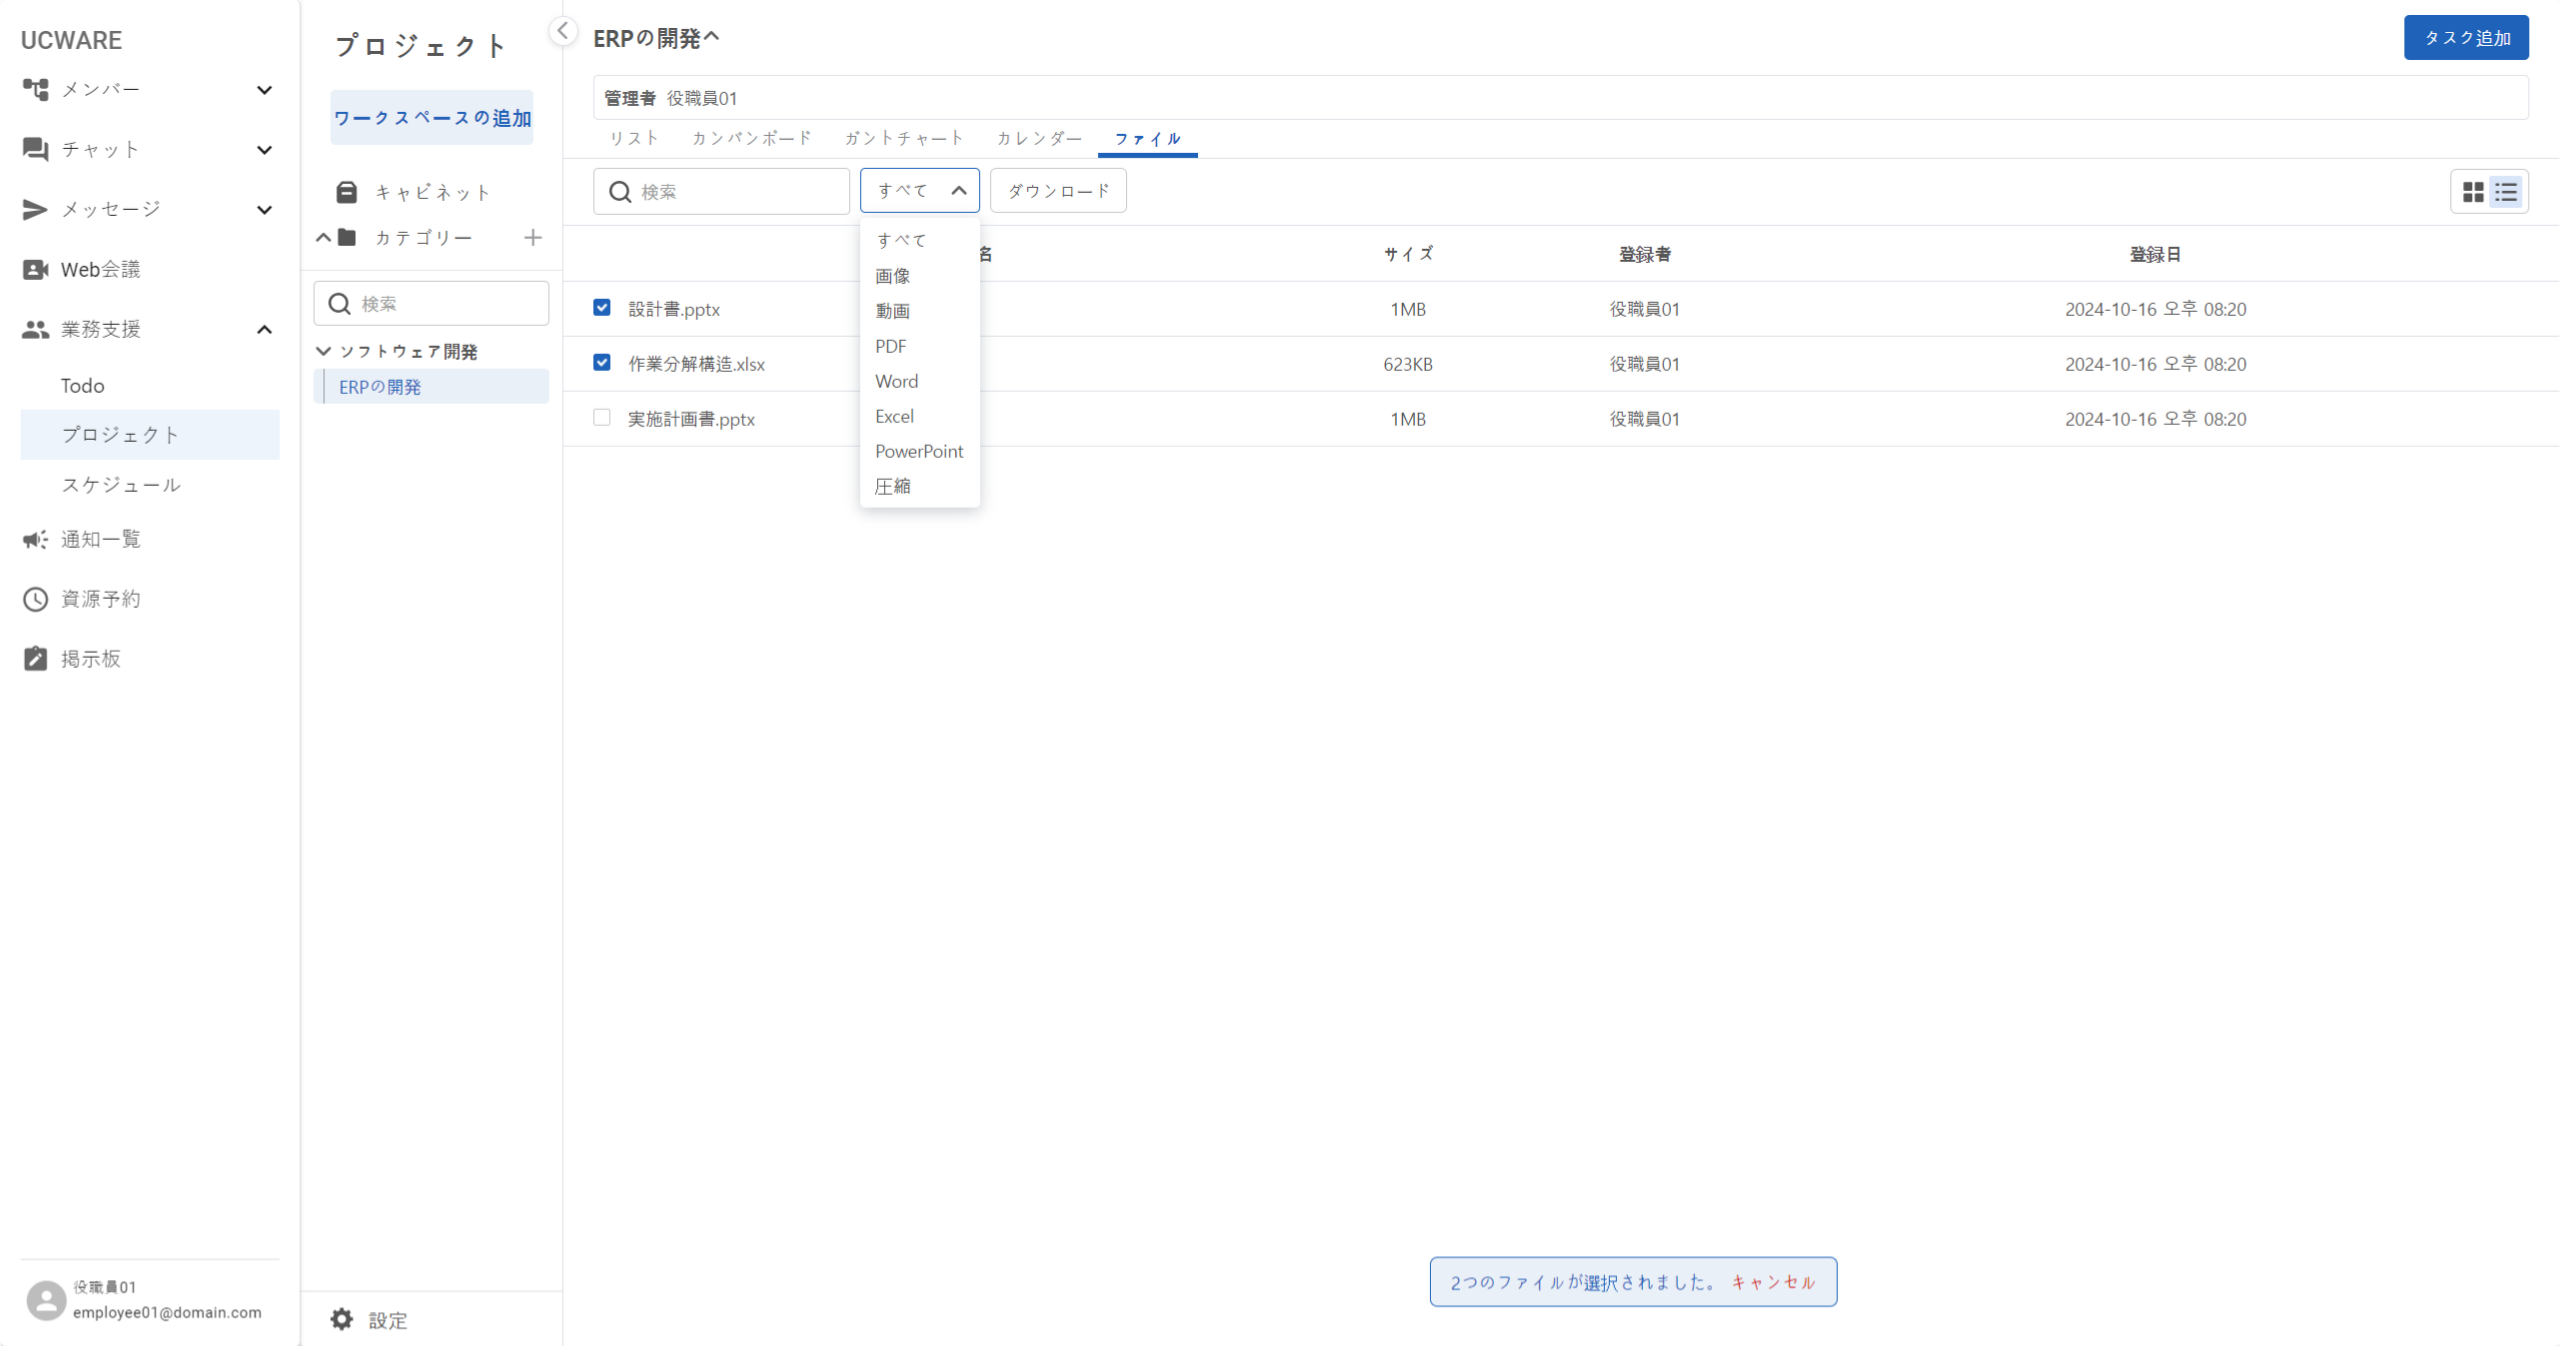 UCWARE
メンバー
チャット
メッセージ
Web会議
業務支援
Todo
プロジェクト
スケジュール
通知一覧
資源予約
掲示板
役職員01
employee01@domain.com
プロジェクト
ワークスペースの追加
キャビネット
カテゴリー
検索
ソフトウェア開発
ERPの開発
設定
ERPの開発
タスク追加
管理者 役職員01
リスト カンバンボード ガントチャート カレンダー ファイル
検索 すべて ダウンロード
すべて
画像
動画
PDF
Word
Excel
PowerPoint
圧縮
名 サイズ 登録者 登録日
設計書.pptx 1MB 役職員01 2024-10-16 오후 08:20
作業分解構造.xlsx 623KB 役職員01 2024-10-16 오후 08:20
実施計画書.pptx 1MB 役職員01 2024-10-16 오후 08:20
2つのファイルが選択されました。 キャンセル